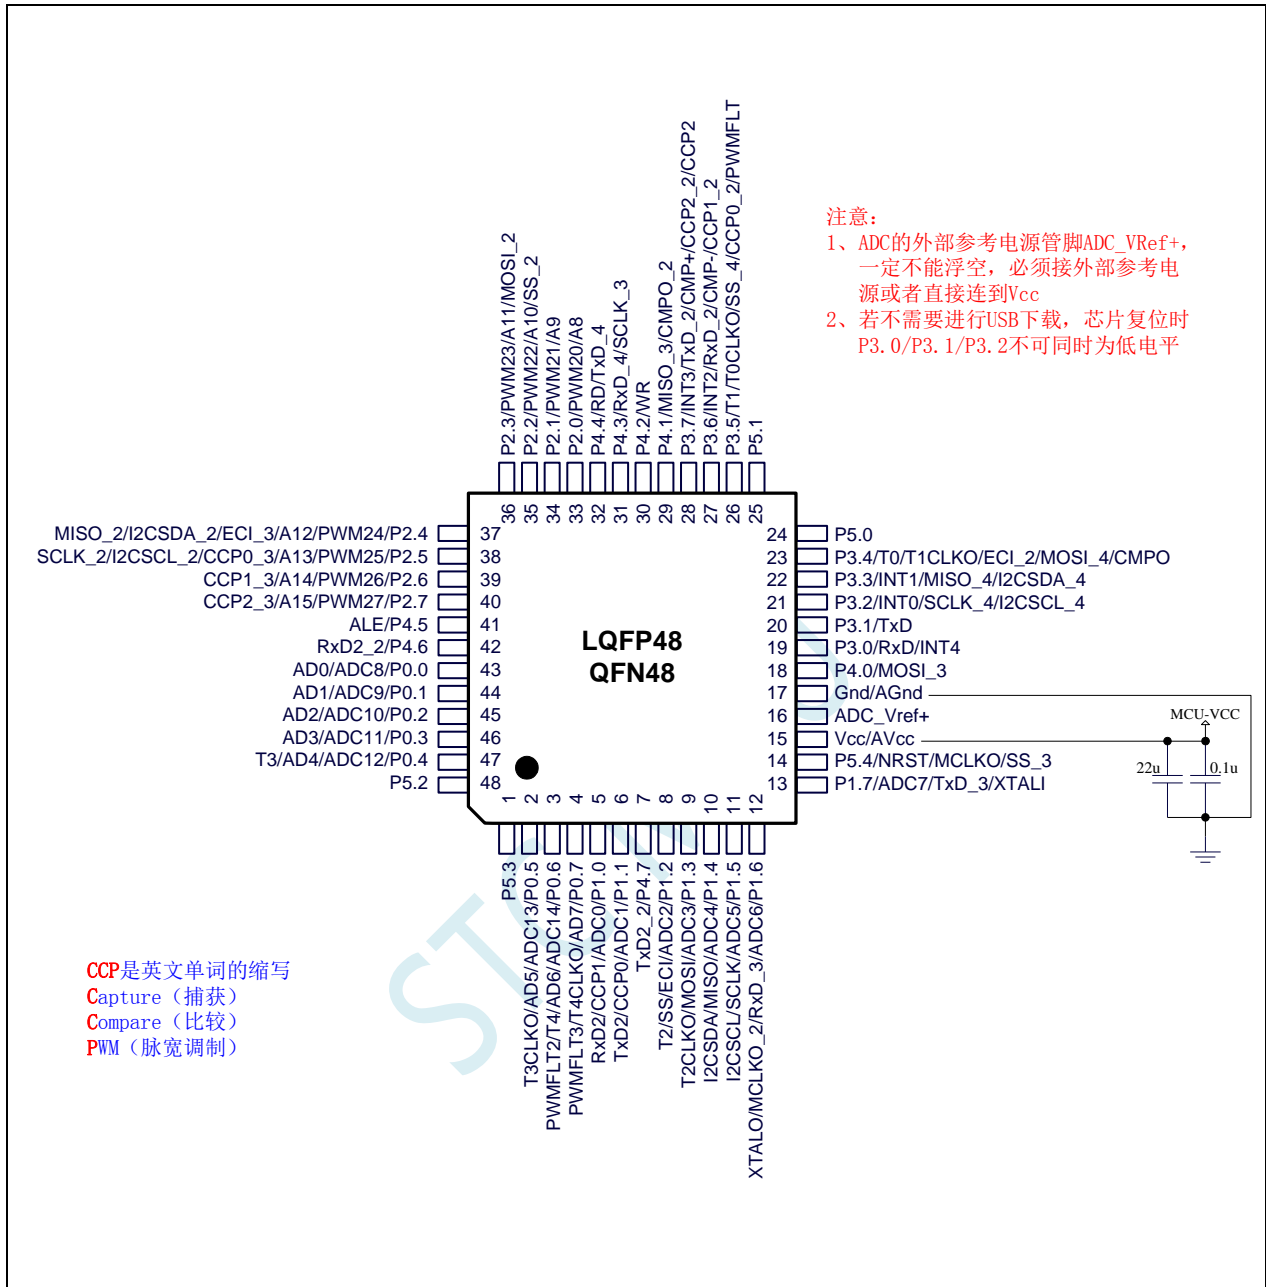 P2.3/PWM23/A11/MOSI_2
P2.2/PWM22/A10/SS_2
P2.1/PWM21/A9
P2.0/PWM20/A8
P4.4/RD/TxD_4
P4.3/RxD_4/SCLK_3
P4.2/WR
P4.1/MISO_3/CMPO_2
P3.7/INT3/TxD_2/CMP+/CCP2_2/CCP2
P3.6/INT2/RxD_2/CMP-/CCP1_2
P3.5/T1/T0CLKO/SS_4/CCP0_2/PWMFLT
P5.1
注意：
1、ADC的外部参考电源管脚ADC_VRef+，
一定不能浮空，必须接外部参考电
源或者直接连到Vcc
2、若不需要进行USB下载，芯片复位时
P3.0/P3.1/P3.2不可同时为低电平
36 35 34 33 32 31 30 29 28 27 26 25
MISO_2/I2CSDA_2/ECI_3/A12/PWM24/P2.4 37
SCLK_2/I2CSCL_2/CCP0_3/A13/PWM25/P2.5 38
CCP1_3/A14/PWM26/P2.6 39
CCP2_3/A15/PWM27/P2.7 40
ALE/P4.5 41
RxD2_2/P4.6 42
AD0/ADC8/P0.0 43
AD1/ADC9/P0.1 44
AD2/ADC10/P0.2 45
AD3/ADC11/P0.3 46
T3/AD4/ADC12/P0.4 47
P5.2 48
LQFP48
QFN48
24 P5.0
23 P3.4/T0/T1CLKO/ECI_2/MOSI_4/CMPO
22 P3.3/INT1/MISO_4/I2CSDA_4
21 P3.2/INT0/SCLK_4/I2CSCL_4
20 P3.1/TxD
19 P3.0/RxD/INT4
18 P4.0/MOSI_3
17 Gnd/AGnd
16 ADC_Vref+
15 Vcc/AVcc
14 P5.4/NRST/MCLKO/SS_3
13 P1.7/ADC7/TxD_3/XTALI
MCU-VCC
22u 0.1u
1 2 3 4 5 6 7 8 9 10 11 12
P5.3
T3CLKO/AD5/ADC13/P0.5
PWMFLT2/T4/AD6/ADC14/P0.6
PWMFLT3/T4CLKO/AD7/P0.7
RxD2/CCP1/ADC0/P1.0
TxD2/CCP0/ADC1/P1.1
TxD2_2/P4.7
T2/SS/ECI/ADC2/P1.2
T2CLKO/MOSI/ADC3/P1.3
I2CSDA/MISO/ADC4/P1.4
I2CSCL/SCLK/ADC5/P1.5
XTALO/MCLKO_2/RxD_3/ADC6/P1.6
CCP是英文单词的缩写
Capture（捕获）
Compare（比较）
PWM（脉宽调制）